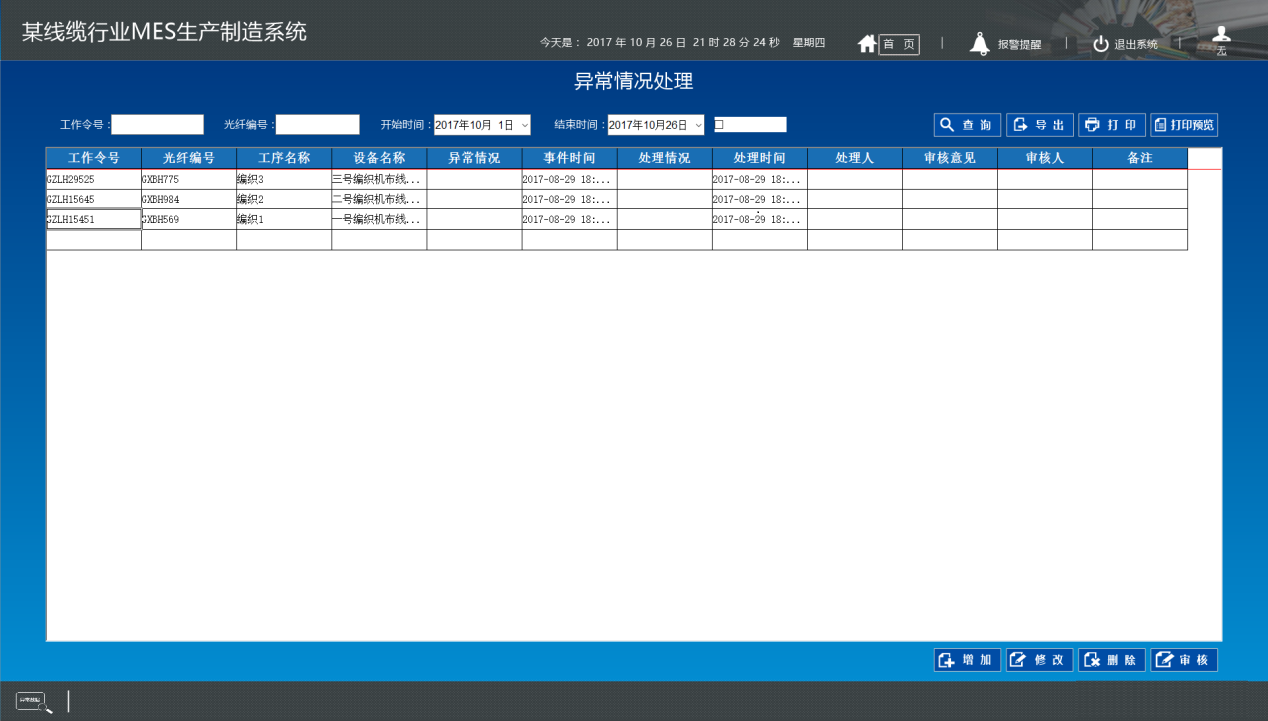 某线缆行业MES生产制造系统
今天是： 2017 年 10 月 26 日 21 时 28 分 24 秒 星期四 首 页 报警提醒 退出系统 无
异常情况处理
工作令号： 光纤编号： 开始时间： 2017年10月 1日 结束时间： 2017年10月26日 查 询 导 出 打 印 打印预览
工作令号 光纤编号 工序名称 设备名称 异常情况 事件时间 处理情况 处理时间 处理人 审核意见 审核人 备注
GZLH29525 GXBH775 编织3 三号编织机布线... 2017-08-29 18:... 2017-08-29 18:...
GZLH15645 GXBH984 编织2 二号编织机布线... 2017-08-29 18:... 2017-08-29 18:...
GZLH15451 GXBH569 编织1 一号编织机布线... 2017-08-29 18:... 2017-08-29 18:...
增 加 修 改 删 除 审 核